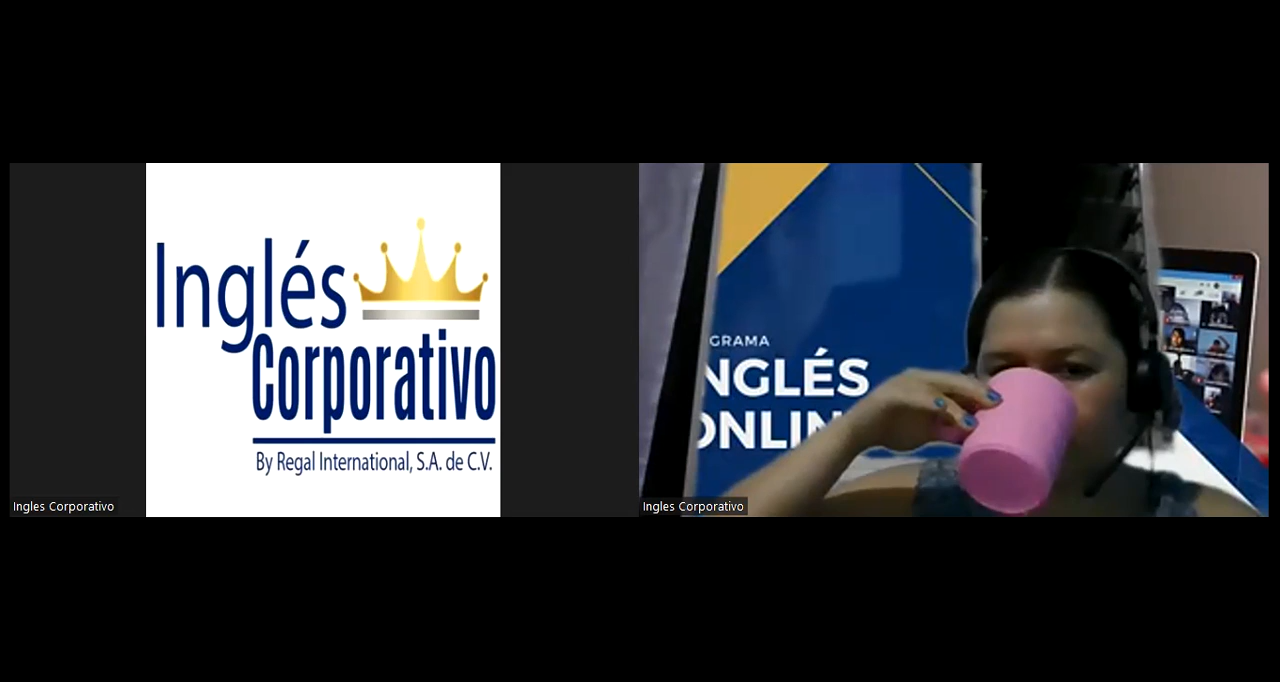 Inglés
Corporativo
By Regal International, S.A. de C.V.
Ingles Corporativo
GRAMA
NGLÉS
ONLIN
Ingles Corporativo